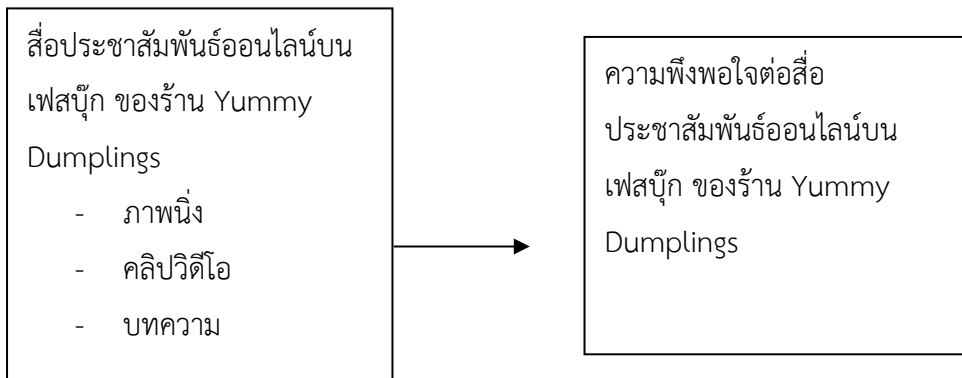 สื่อประชาสัมพันธ์ออนไลน์บน
เฟสบุ๊ก ของร้าน Yummy
Dumplings
- ภาพนิ่ง
- คลิปวิดีโอ
- บทความ
ความพึงพอใจต่อสื่อ
ประชาสัมพันธ์ออนไลน์บน
เฟสบุ๊ก ของร้าน Yummy
Dumplings